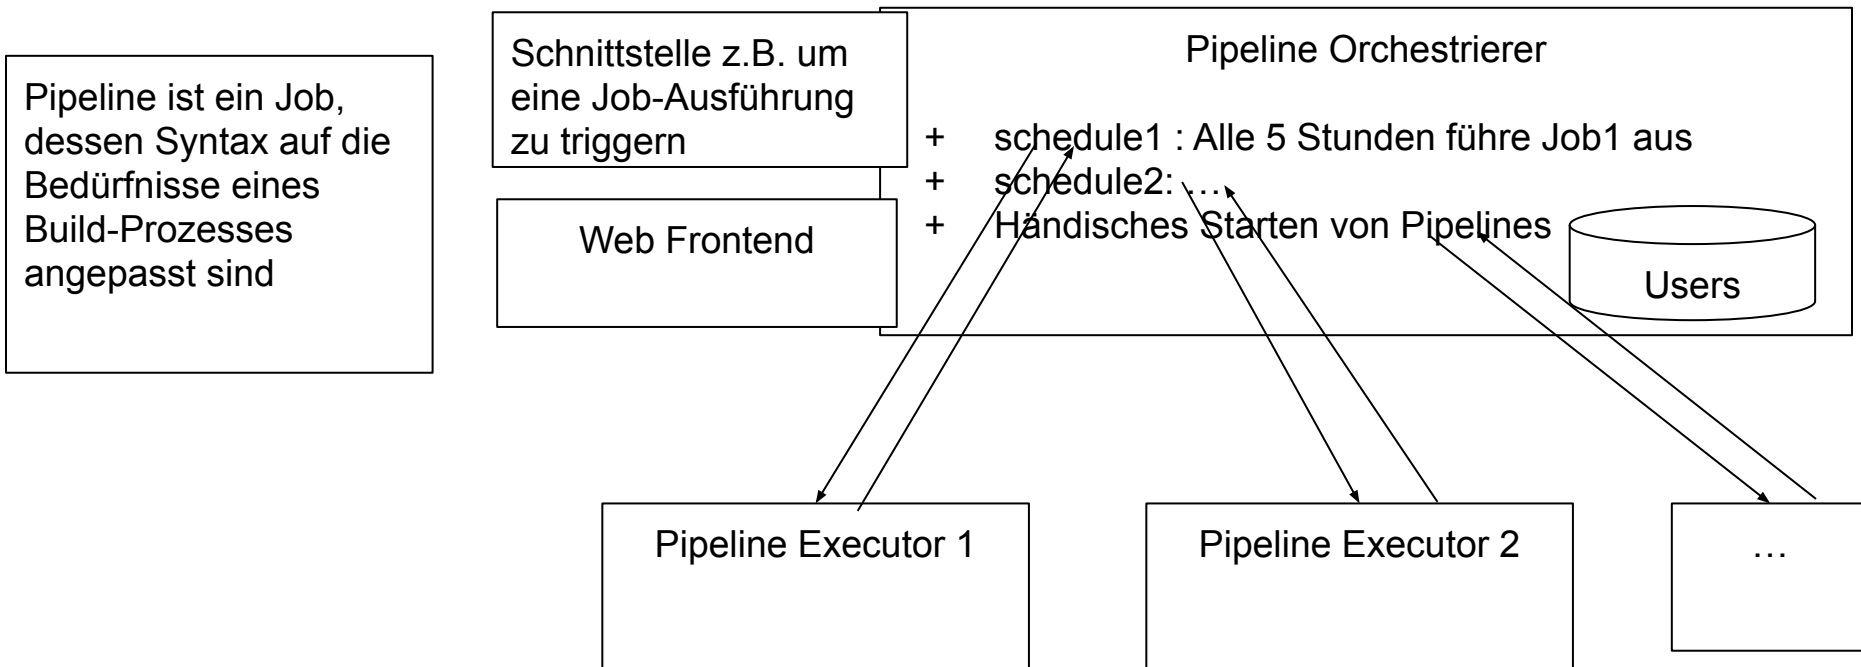 Pipeline ist ein Job,
dessen Syntax auf die
Bedürfnisse eines
Build-Prozesses
angepasst sind
Schnittstelle z.B. um
eine Job-Ausführung
zu triggern
Web Frontend
Pipeline Orchestrierer
+ schedule1 : Alle 5 Stunden führe Job1 aus
+ schedule2: …
+ Händisches Starten von Pipelines
Users
Pipeline Executor 1
Pipeline Executor 2
…